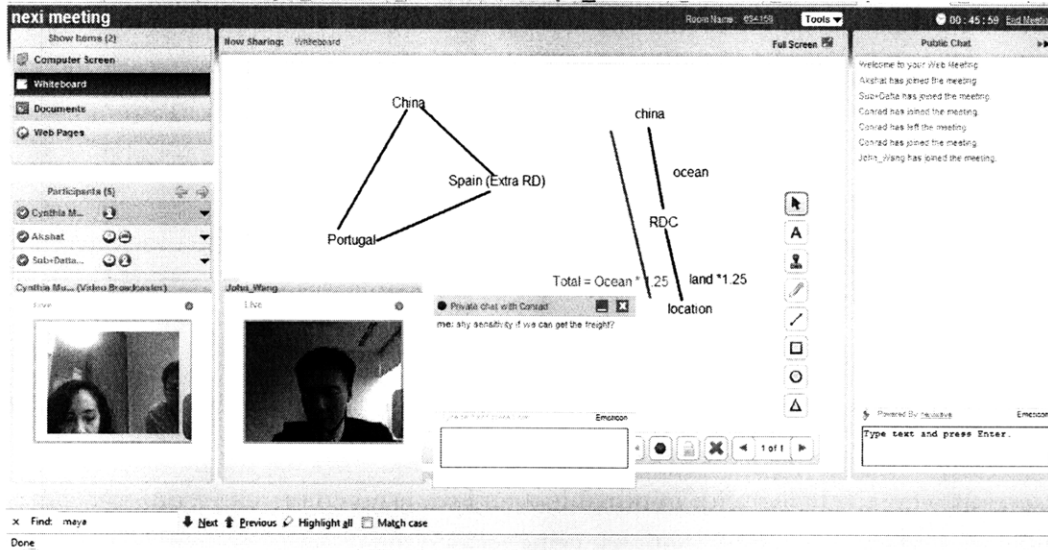 nexi meeting
Room Name:
Tools
00:45:59 End Meetin
Show Items (2)
Computer Screen
Whiteboard
Documents
Web Pages
Participants (5)
Cynthia M...
Akshat
Sub+Datta...
Cynthia Mu... (Video Broadcaster)
Live
Now Sharing: Whiteboard
Full Screen
China
Spain (Extra RD)
Portugal
china
ocean
RDC
land *1.25
location
Total = Ocean * 1.25
John_Wang
Live
Private chat with Conrad
me: any sensitivity if we can get the freight?
Emoticon
1 of 1
Public Chat
Welcome to your Web Meeting
Akshat has joined the meeting
Sub+Datta has joined the meeting
Conrad has joined the meeting
Conrad has left the meeting
Conrad has joined the meeting
John_Wang has joined the meeting.
Powered By
Emoticon
Type text and press Enter.
x Find: maya Next Previous Highlight all Match case
Done